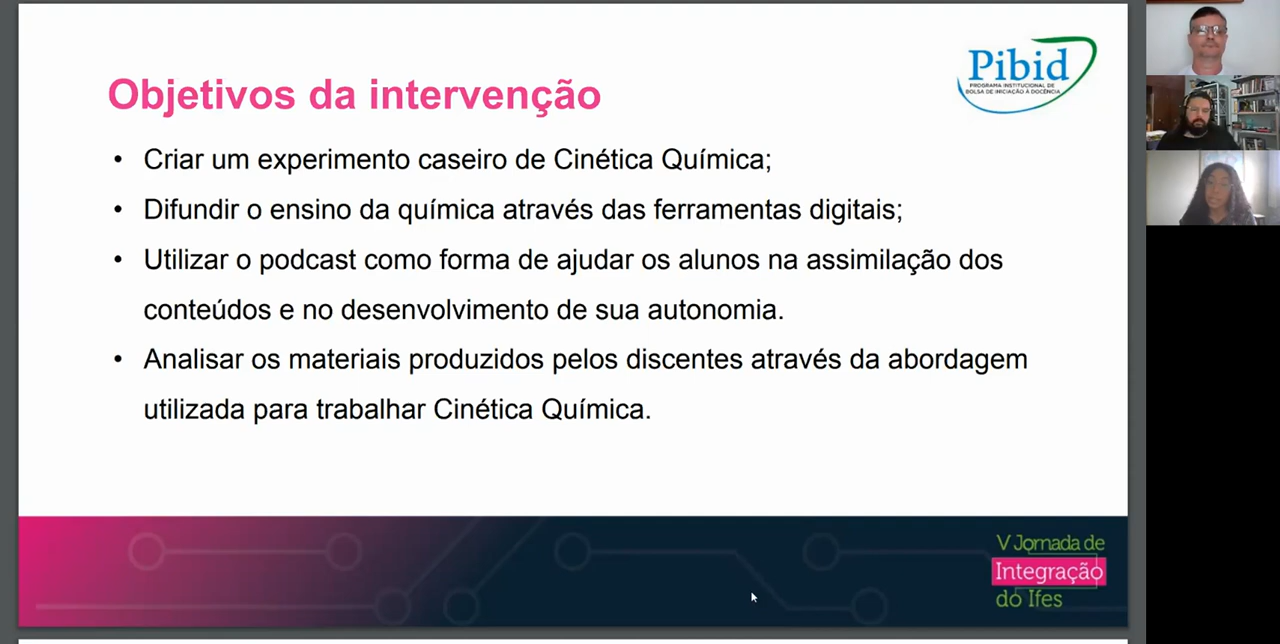 Objetivos da intervenção
Pibid
PROGRAMA INSTITUCIONAL DE
BOLSA DE INICIAÇÃO À DOCÊNCIA
• Criar um experimento caseiro de Cinética Química;
• Difundir o ensino da química através das ferramentas digitais;
• Utilizar o podcast como forma de ajudar os alunos na assimilação dos
conteúdos e no desenvolvimento de sua autonomia.
• Analisar os materiais produzidos pelos discentes através da abordagem
utilizada para trabalhar Cinética Química.
V Jornada de
Integração
do Ifes